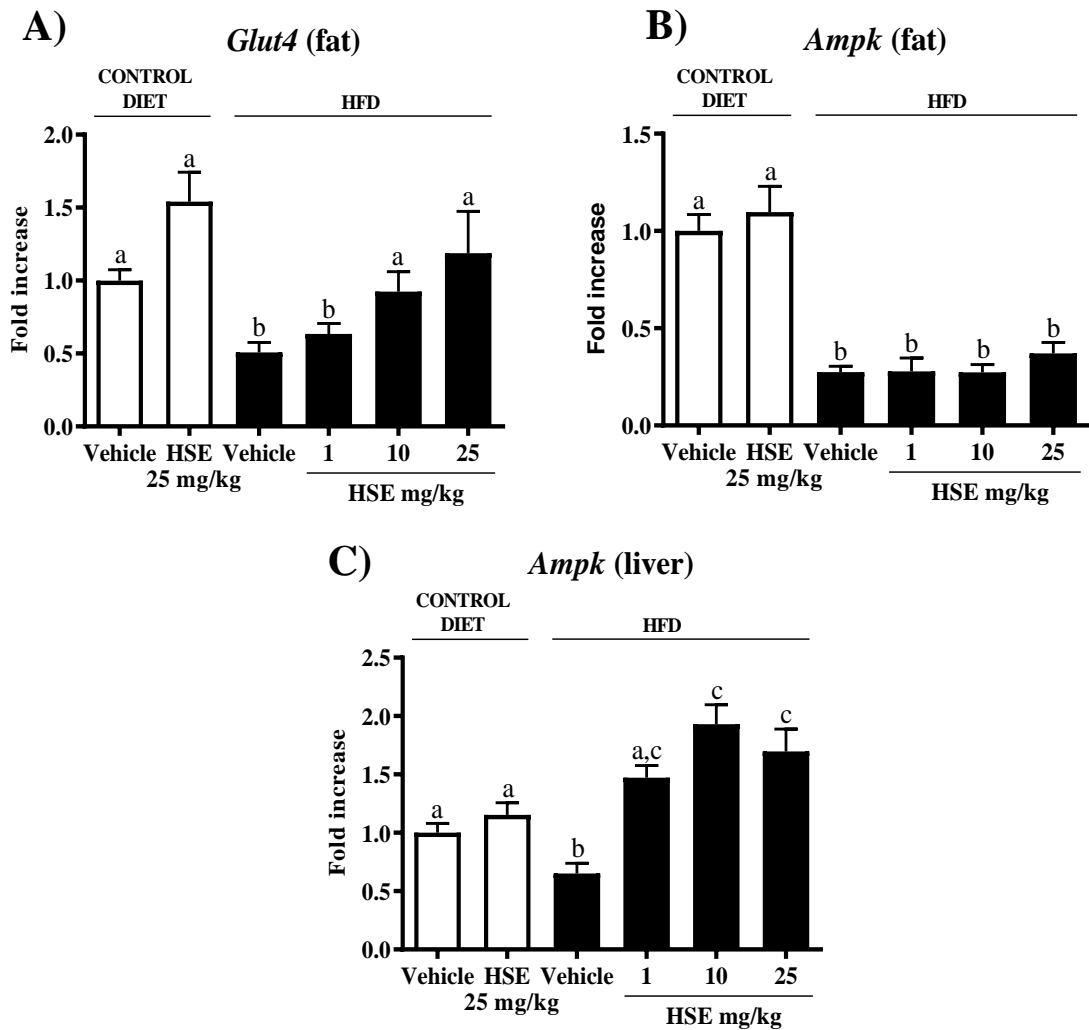 A)
Glut4 (fat)
CONTROL
DIET
HFD
2.0
1.5
1.0
0.5
0.0
Fold increase
a
a
b
b
a
a
Vehicle HSE Vehicle 1 10 25
25 mg/kg
HSE mg/kg
B)
Ampk (fat)
CONTROL
DIET
HFD
1.5
1.0
0.5
0.0
Fold increase
a
a
b
b
b
b
Vehicle HSE Vehicle 1 10 25
25 mg/kg
HSE mg/kg
C)
Ampk (liver)
CONTROL
DIET
HFD
2.5
2.0
1.5
1.0
0.5
0.0
Fold increase
a
a
b
a,c
c
c
Vehicle HSE Vehicle 1 10 25
25 mg/kg
HSE mg/kg